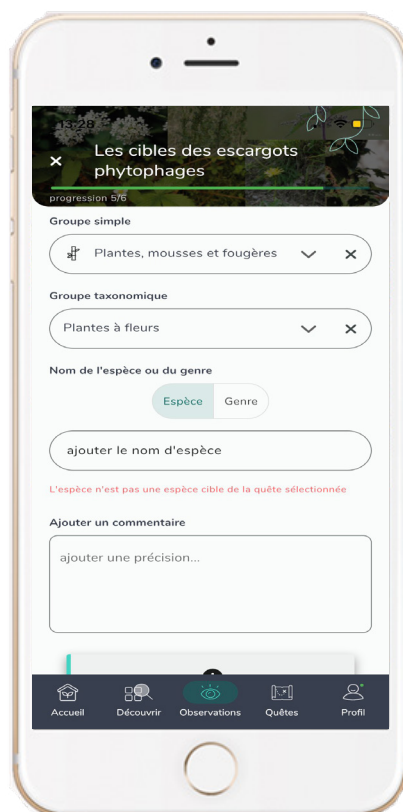 13:28
Les cibles des escargots
phytophages
progression 5/6
Groupe simple
Plantes, mousses et fougères
Groupe taxonomique
Plantes à fleurs
Nom de l'espèce ou du genre
Espèce Genre
ajouter le nom d'espèce
L'espèce n'est pas une espèce cible de la quête sélectionnée
Ajouter un commentaire
ajouter une précision...
Accueil Découvrir Observations Quêtes Profil